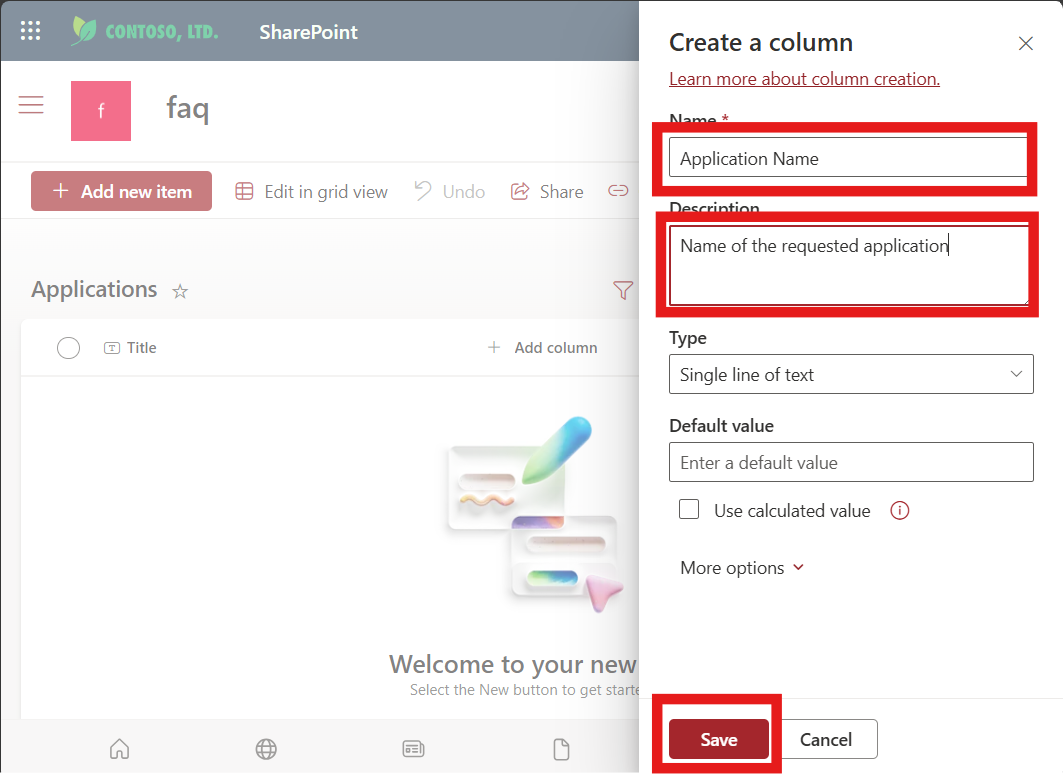 CONTOSO, LTD.
SharePoint
f
faq
Add new item
Edit in grid view
Undo
Share
Applications
T
Title
Add column
Welcome to your new
Select the New button to get starte
Create a column
Learn more about column creation.
Name *
Application Name
Description
Name of the requested application
Type
Single line of text
Default value
Enter a default value
Use calculated value
More options
Save
Cancel